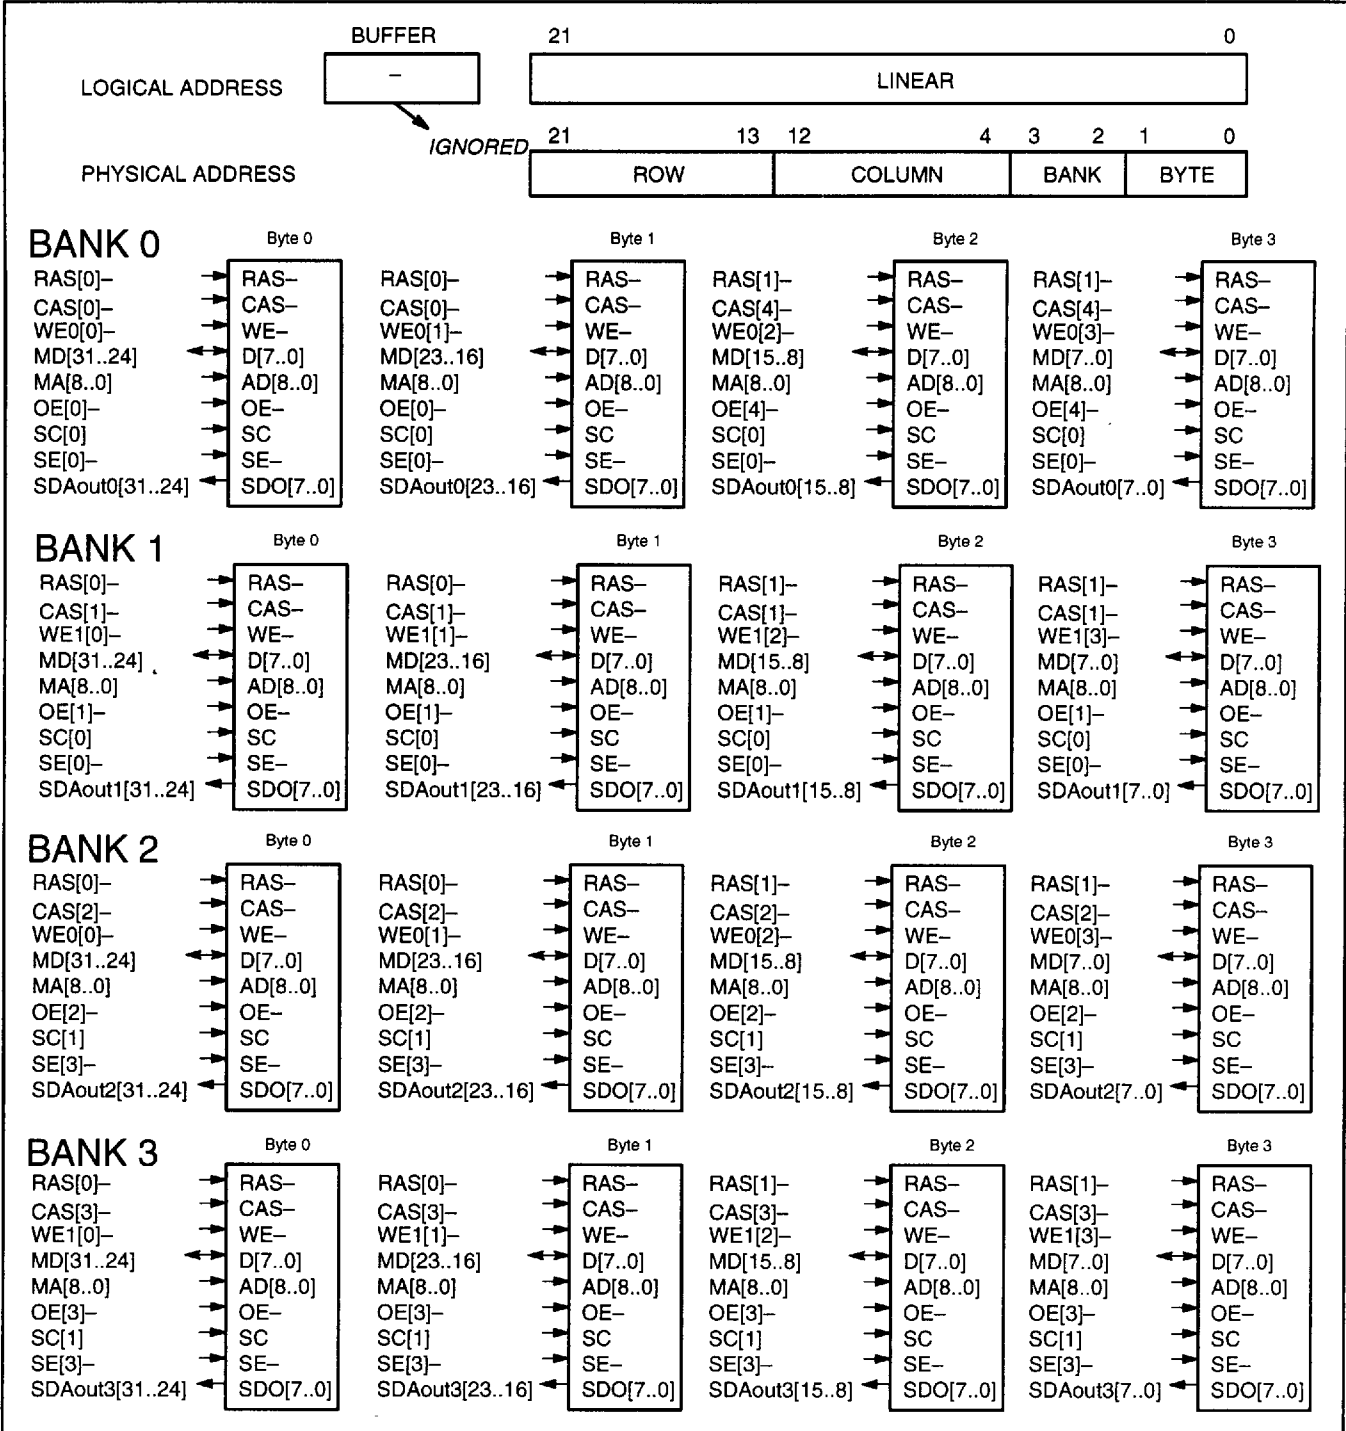 BUFFER 21 0
LOGICAL ADDRESS – LINEAR
IGNORED 21 13 12 4 3 2 1 0
PHYSICAL ADDRESS ROW COLUMN BANK BYTE
BANK 0 Byte 0 Byte 1 Byte 2 Byte 3
RAS[0]– RAS– RAS[0]– RAS– RAS[1]– RAS– RAS[1]– RAS–
CAS[0]– CAS– CAS[0]– CAS– CAS[4]– CAS– CAS[4]– CAS–
WE0[0]– WE– WE0[1]– WE– WE0[2]– WE– WE0[3]– WE–
MD[31..24] D[7..0] MD[23..16] D[7..0] MD[15..8] D[7..0] MD[7..0] D[7..0]
MA[8..0] AD[8..0] MA[8..0] AD[8..0] MA[8..0] AD[8..0] MA[8..0] AD[8..0]
OE[0]– OE– OE[0]– OE– OE[4]– OE– OE[4]– OE–
SC[0] SC SC[0] SC SC[0] SC SC[0] SC
SE[0]– SE– SE[0]– SE– SE[0]– SE– SE[0]– SE–
SDAout0[31..24] SDO[7..0] SDAout0[23..16] SDO[7..0] SDAout0[15..8] SDO[7..0] SDAout0[7..0] SDO[7..0]
BANK 1 Byte 0 Byte 1 Byte 2 Byte 3
RAS[0]– RAS– RAS[0]– RAS– RAS[1]– RAS– RAS[1]– RAS–
CAS[1]– CAS– CAS[1]– CAS– CAS[1]– CAS– CAS[1]– CAS–
WE1[0]– WE– WE1[1]– WE– WE1[2]– WE– WE1[3]– WE–
MD[31..24] D[7..0] MD[23..16] D[7..0] MD[15..8] D[7..0] MD[7..0] D[7..0]
MA[8..0] AD[8..0] MA[8..0] AD[8..0] MA[8..0] AD[8..0] MA[8..0] AD[8..0]
OE[1]– OE– OE[1]– OE– OE[1]– OE– OE[1]– OE–
SC[0] SC SC[0] SC SC[0] SC SC[0] SC
SE[0]– SE– SE[0]– SE– SE[0]– SE– SE[0]– SE–
SDAout1[31..24] SDO[7..0] SDAout1[23..16] SDO[7..0] SDAout1[15..8] SDO[7..0] SDAout1[7..0] SDO[7..0]
BANK 2 Byte 0 Byte 1 Byte 2 Byte 3
RAS[0]– RAS– RAS[0]– RAS– RAS[1]– RAS– RAS[1]– RAS–
CAS[2]– CAS– CAS[2]– CAS– CAS[2]– CAS– CAS[2]– CAS–
WE0[0]– WE– WE0[1]– WE– WE0[2]– WE– WE0[3]– WE–
MD[31..24] D[7..0] MD[23..16] D[7..0] MD[15..8] D[7..0] MD[7..0] D[7..0]
MA[8..0] AD[8..0] MA[8..0] AD[8..0] MA[8..0] AD[8..0] MA[8..0] AD[8..0]
OE[2]– OE– OE[2]– OE– OE[2]– OE– OE[2]– OE–
SC[1] SC SC[1] SC SC[1] SC SC[1] SC
SE[3]– SE– SE[3]– SE– SE[3]– SE– SE[3]– SE–
SDAout2[31..24] SDO[7..0] SDAout2[23..16] SDO[7..0] SDAout2[15..8] SDO[7..0] SDAout2[7..0] SDO[7..0]
BANK 3 Byte 0 Byte 1 Byte 2 Byte 3
RAS[0]– RAS– RAS[0]– RAS– RAS[1]– RAS– RAS[1]– RAS–
CAS[3]– CAS– CAS[3]– CAS– CAS[3]– CAS– CAS[3]– CAS–
WE1[0]– WE– WE1[1]– WE– WE1[2]– WE– WE1[3]– WE–
MD[31..24] D[7..0] MD[23..16] D[7..0] MD[15..8] D[7..0] MD[7..0] D[7..0]
MA[8..0] AD[8..0] MA[8..0] AD[8..0] MA[8..0] AD[8..0] MA[8..0] AD[8..0]
OE[3]– OE– OE[3]– OE– OE[3]– OE– OE[3]– OE–
SC[1] SC SC[1] SC SC[1] SC SC[1] SC
SE[3]– SE– SE[3]– SE– SE[3]– SE– SE[3]– SE–
SDAout3[31..24] SDO[7..0] SDAout3[23..16] SDO[7..0] SDAout3[15..8] SDO[7..0] SDAout3[7..0] SDO[7..0]